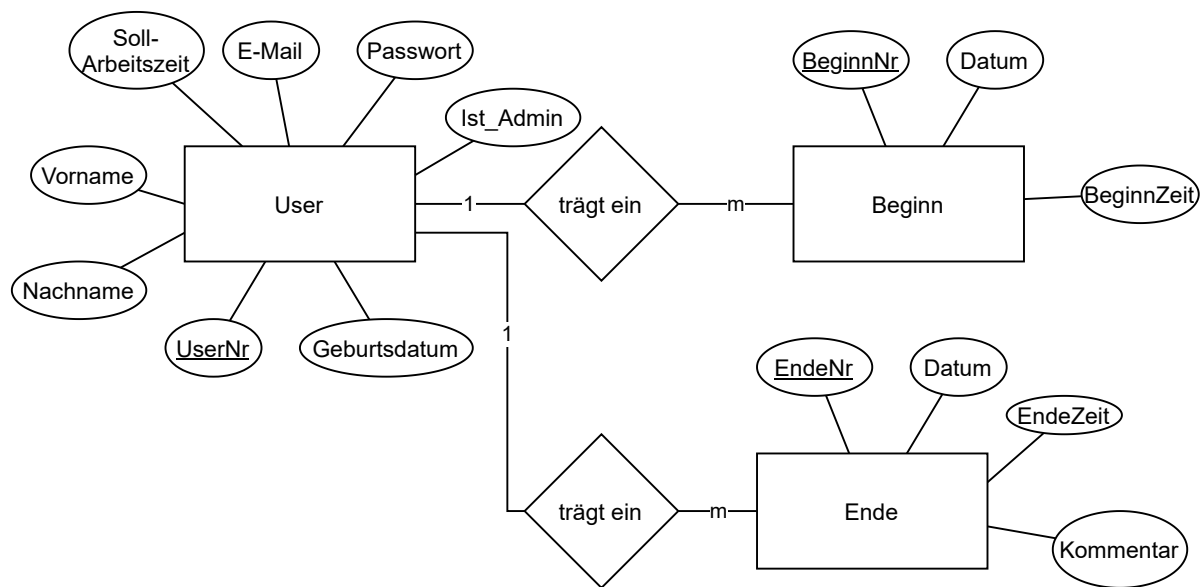 Soll-
Arbeitszeit
E-Mail
Passwort
Ist_Admin
Vorname
Nachname
User
UserNr
Geburtsdatum
1
trägt ein
m
Beginn
BeginnNr
Datum
BeginnZeit
1
trägt ein
m
Ende
EndeNr
Datum
EndeZeit
Kommentar